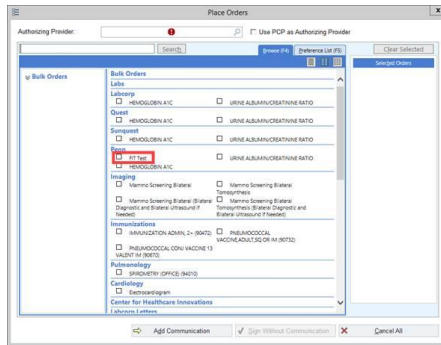 Place Orders
x
Authorizing Provider:
Use PCP as Authorizing Provider
Search
Browse (F4)
Preference List (F5)
Clear Selected
Selected Orders
Bulk Orders
Bulk Orders
Labs
Labcorp
HEMOGLOBIN A1C
URINE ALBUMIN/CREATININE RATIO
Quest
HEMOGLOBIN A1C
URINE ALBUMIN/CREATININE RATIO
Sunquest
HEMOGLOBIN A1C
URINE ALBUMIN/CREATININE RATIO
Penn
FIT Test
URINE ALBUMIN/CREATININE RATIO
HEMOGLOBIN A1C
Imaging
Mammo Screening Bilateral
Mammo Screening Bilateral
Tomosynthesis
Mammo Screening Bilateral (Bilateral
Diagnostic and Bilateral Ultrasound if
Needed)
Mammo Screening Bilateral
Tomosynthesis (Bilateral Diagnostic and
Bilateral Ultrasound if Needed)
Immunizations
IMMUNIZATION ADMIN, 2+ (90472)
PNEUMOCOCCAL
VACCINE,ADULT,SQ OR IM (90732)
PNEUMOCOCCAL CONJ VACCINE 13
VALENT IM (90670)
Pulmonology
SPIROMETRY (OFFICE) (94010)
Cardiology
Electrocardiogram
Center for Healthcare Innovations
Labcorp Letters
Add Communication
Sign Without Communication
Cancel All